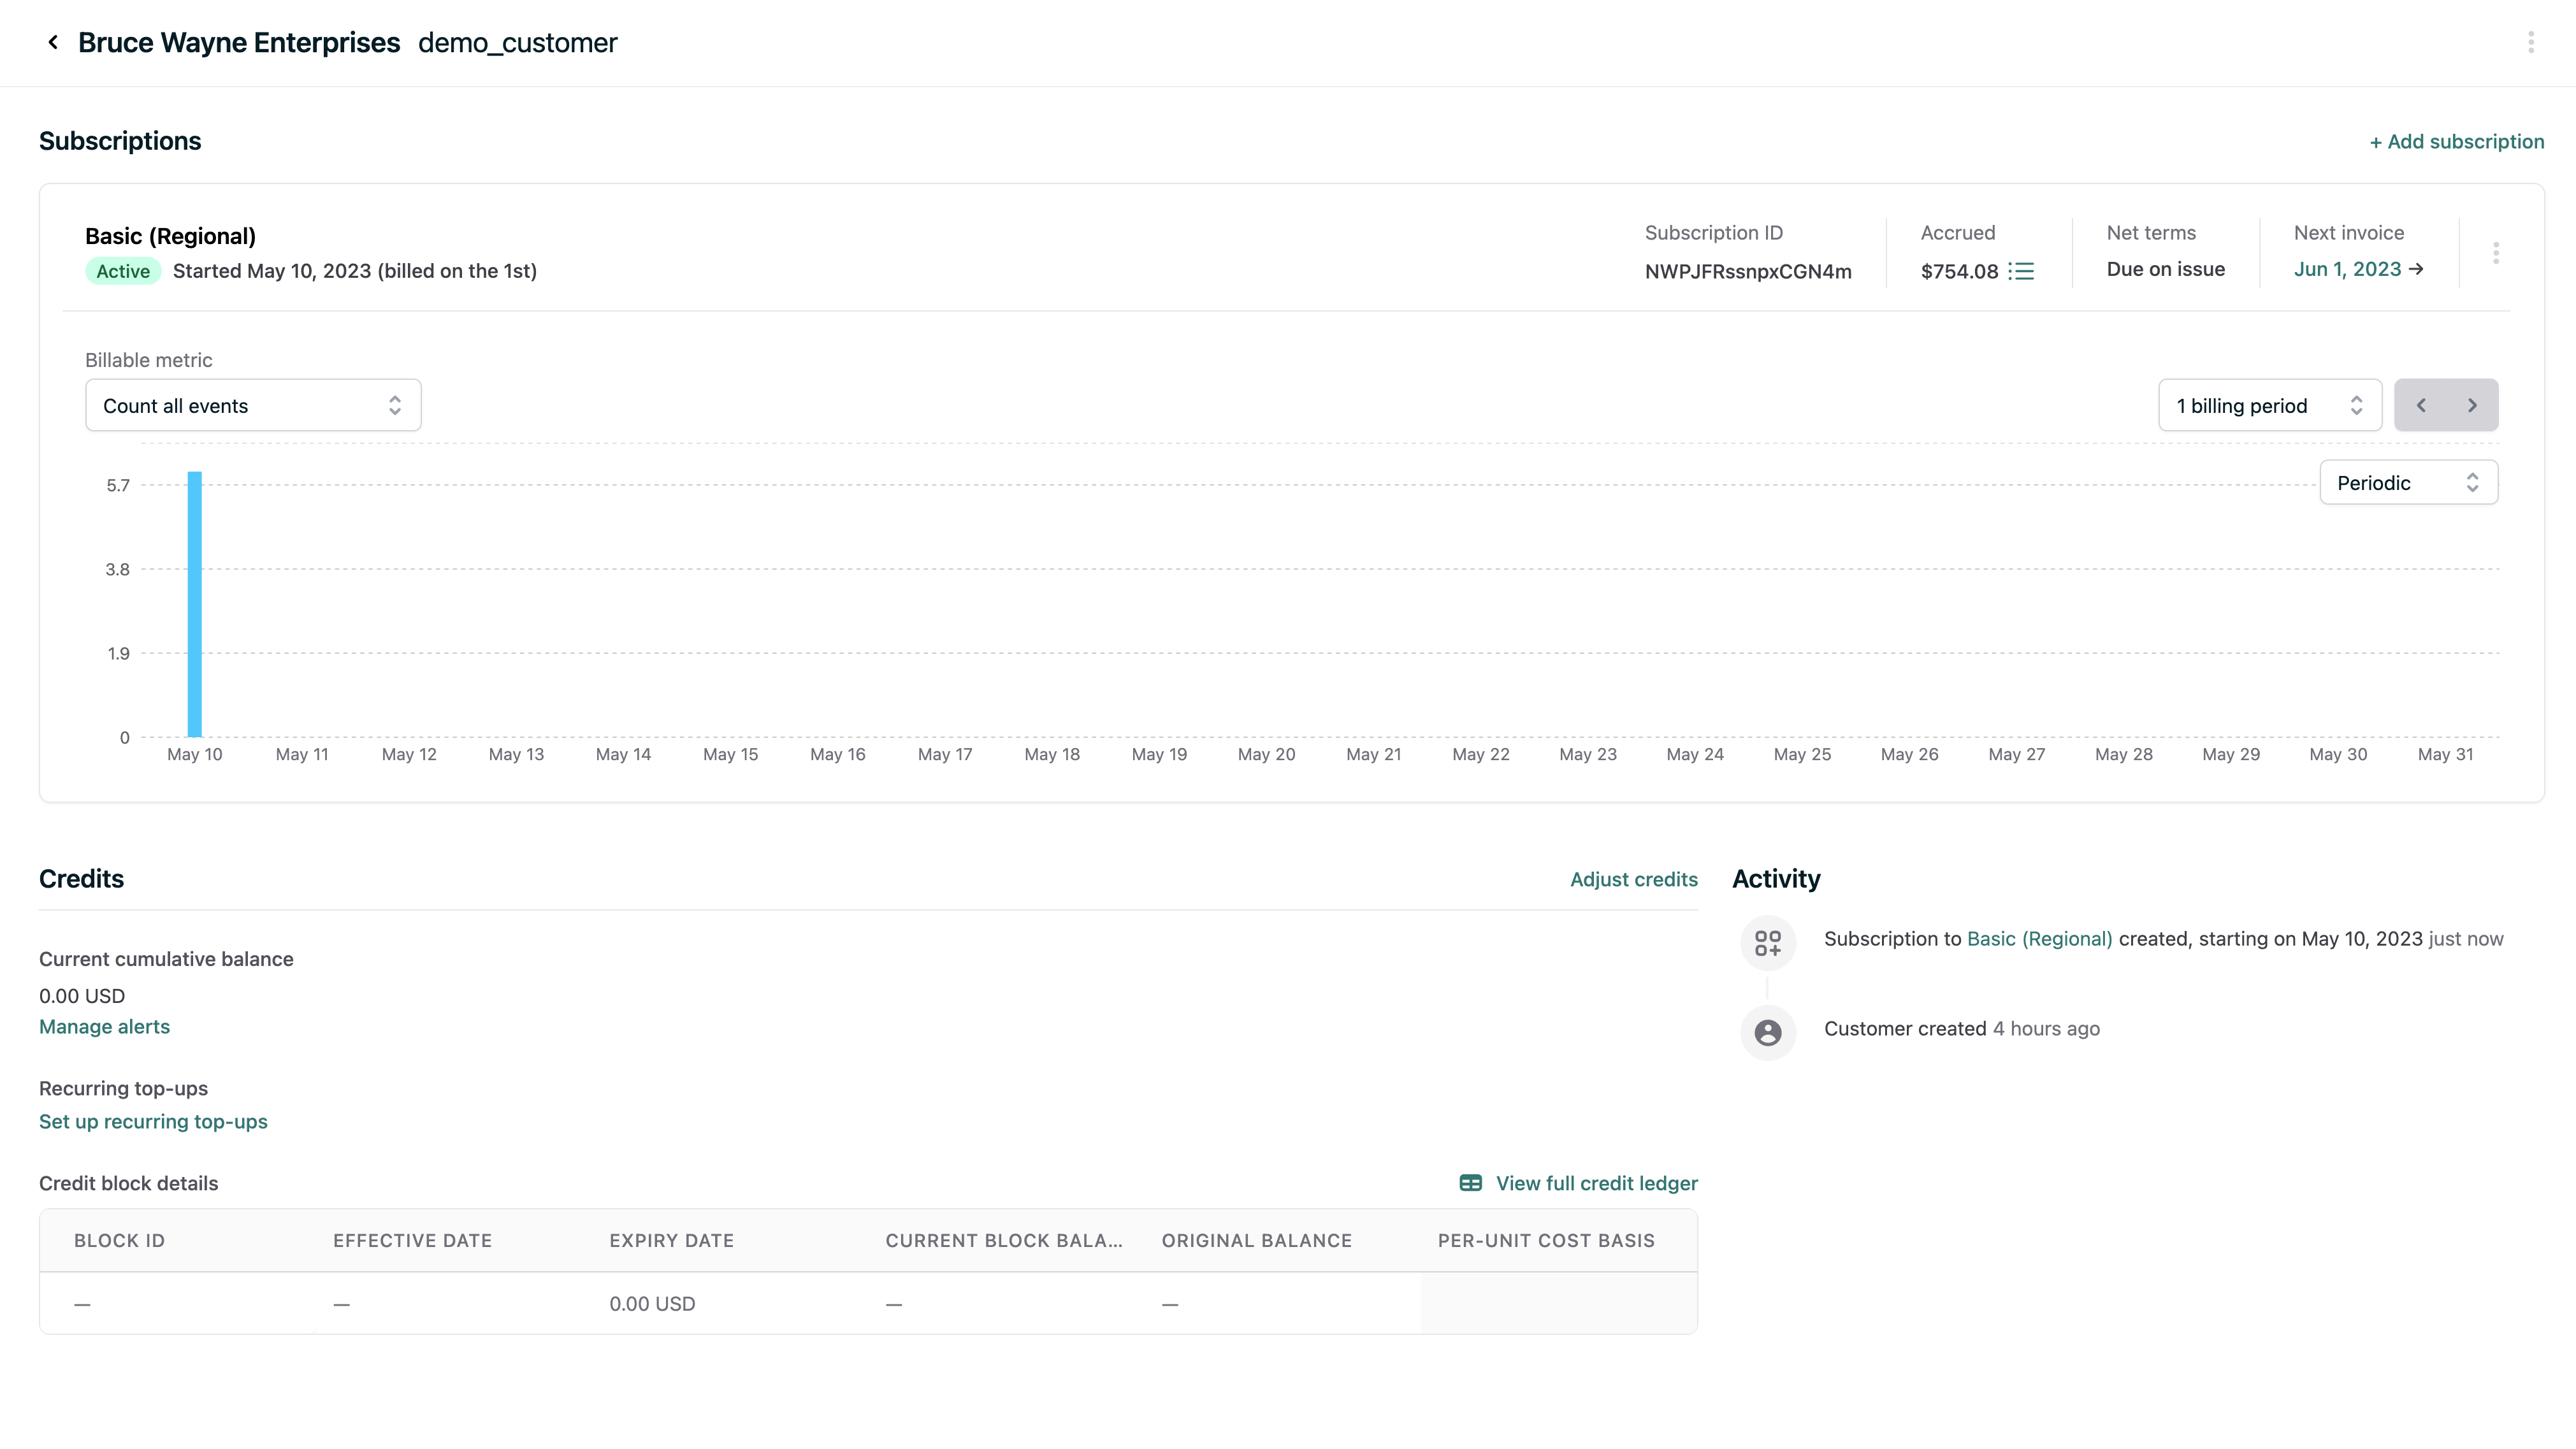 Bruce Wayne Enterprises demo_customer
Subscriptions
+ Add subscription
Basic (Regional)
Active Started May 10, 2023 (billed on the 1st)
Subscription ID
NWPJFRssnpxCGN4m
Accrued
$754.08
Net terms
Due on issue
Next invoice
Jun 1, 2023 →
Billable metric
Count all events
1 billing period
Periodic
5.7
3.8
1.9
0
May 10 May 11 May 12 May 13 May 14 May 15 May 16 May 17 May 18 May 19 May 20 May 21 May 22 May 23 May 24 May 25 May 26 May 27 May 28 May 29 May 30 May 31
Credits
Adjust credits
Current cumulative balance
0.00 USD
Manage alerts
Recurring top-ups
Set up recurring top-ups
Credit block details
View full credit ledger
BLOCK ID EFFECTIVE DATE EXPIRY DATE CURRENT BLOCK BALA... ORIGINAL BALANCE PER-UNIT COST BASIS
— — 0.00 USD — —
Activity
Subscription to Basic (Regional) created, starting on May 10, 2023 just now
Customer created 4 hours ago